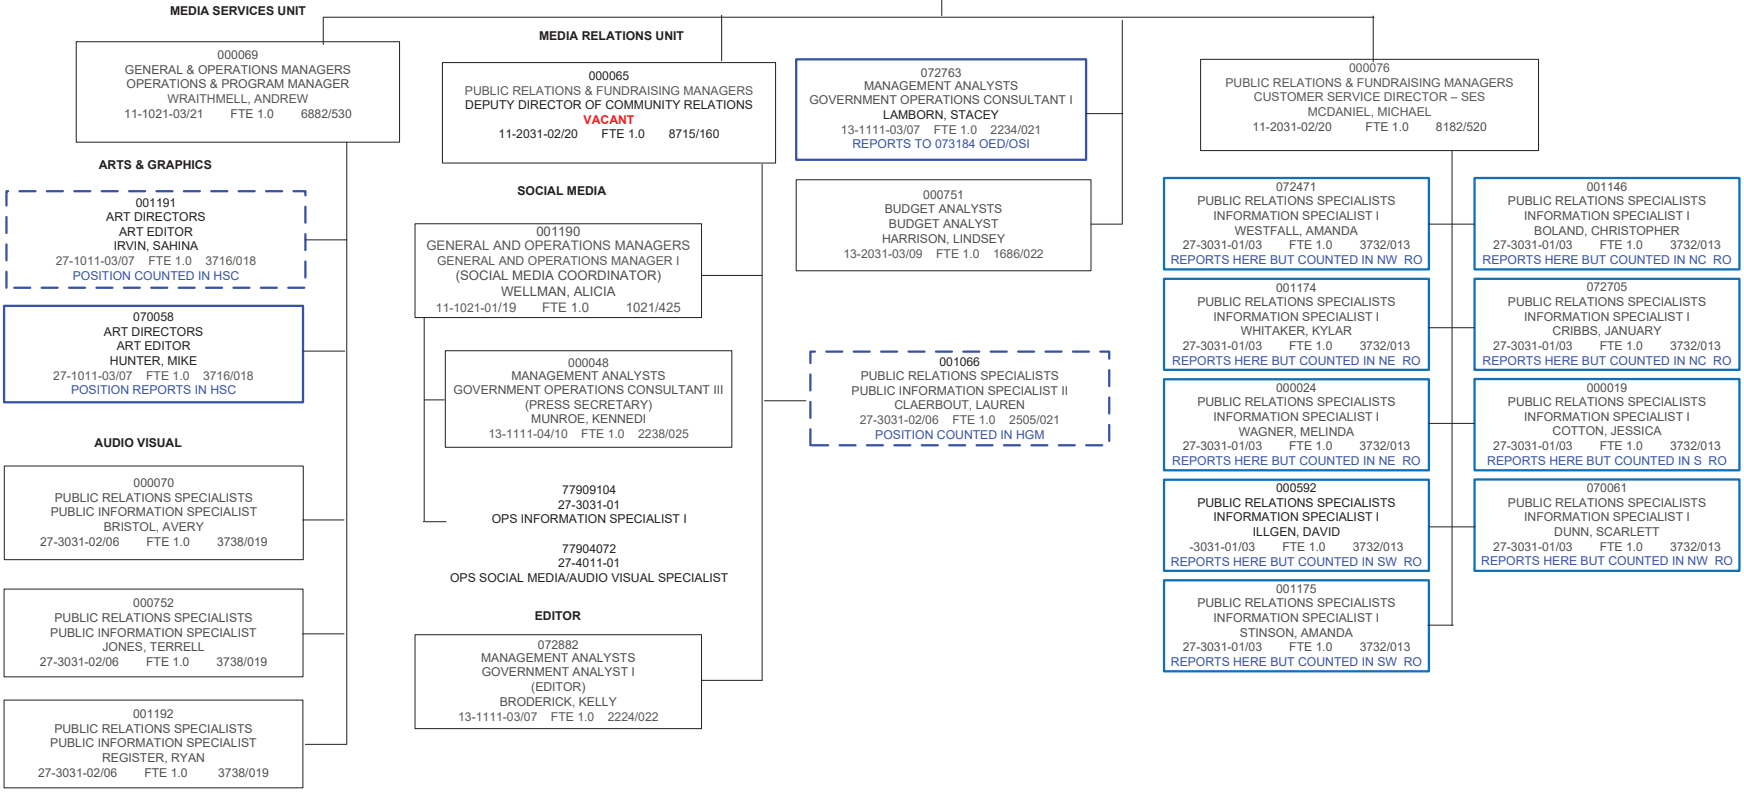 MEDIA SERVICES UNIT
000069
GENERAL & OPERATIONS MANAGERS
OPERATIONS & PROGRAM MANAGER
WRAITHMELL, ANDREW
11-1021-03/21 FTE 1.0 6882/530
ARTS & GRAPHICS
001191
ART DIRECTORS
ART EDITOR
IRVIN, SAHINA
27-1011-03/07 FTE 1.0 3716/018
POSITION COUNTED IN HSC
070058
ART DIRECTORS
ART EDITOR
HUNTER, MIKE
27-1011-03/07 FTE 1.0 3716/018
POSITION REPORTS IN HSC
AUDIO VISUAL
000070
PUBLIC RELATIONS SPECIALISTS
PUBLIC INFORMATION SPECIALIST
BRISTOL, AVERY
27-3031-02/06 FTE 1.0 3738/019
000752
PUBLIC RELATIONS SPECIALISTS
PUBLIC INFORMATION SPECIALIST
JONES, TERRELL
27-3031-02/06 FTE 1.0 3738/019
001192
PUBLIC RELATIONS SPECIALISTS
PUBLIC INFORMATION SPECIALIST
REGISTER, RYAN
27-3031-02/06 FTE 1.0 3738/019
MEDIA RELATIONS UNIT
000065
PUBLIC RELATIONS & FUNDRAISING MANAGERS
DEPUTY DIRECTOR OF COMMUNITY RELATIONS
VACANT
11-2031-02/20 FTE 1.0 8715/160
SOCIAL MEDIA
001190
GENERAL AND OPERATIONS MANAGERS
GENERAL AND OPERATIONS MANAGER I
(SOCIAL MEDIA COORDINATOR)
WELLMAN, ALICIA
11-1021-01/19 FTE 1.0 1021/425
000048
MANAGEMENT ANALYSTS
GOVERNMENT OPERATIONS CONSULTANT III
(PRESS SECRETARY)
MUNROE, KENNEDI
13-1111-04/10 FTE 1.0 2238/025
77909104
27-3031-01
OPS INFORMATION SPECIALIST I
77904072
27-4011-01
OPS SOCIAL MEDIA/AUDIO VISUAL SPECIALIST
EDITOR
072882
MANAGEMENT ANALYSTS
GOVERNMENT ANALYST I
(EDITOR)
BRODERICK, KELLY
13-1111-03/07 FTE 1.0 2224/022
072763
MANAGEMENT ANALYSTS
GOVERNMENT OPERATIONS CONSULTANT I
LAMBORN, STACEY
13-1111-03/07 FTE 1.0 2234/021
REPORTS TO 073184 OED/OSI
000751
BUDGET ANALYSTS
BUDGET ANALYST
HARRISON, LINDSEY
13-2031-03/09 FTE 1.0 1686/022
001066
PUBLIC RELATIONS SPECIALISTS
PUBLIC INFORMATION SPECIALIST II
CLAERBOUT, LAUREN
27-3031-02/06 FTE 1.0 2505/021
POSITION COUNTED IN HGM
000076
PUBLIC RELATIONS & FUNDRAISING MANAGERS
CUSTOMER SERVICE DIRECTOR – SES
MCDANIEL, MICHAEL
11-2031-02/20 FTE 1.0 8182/520
072471
PUBLIC RELATIONS SPECIALISTS
INFORMATION SPECIALIST I
WESTFALL, AMANDA
27-3031-01/03 FTE 1.0 3732/013
REPORTS HERE BUT COUNTED IN NW RO
001146
PUBLIC RELATIONS SPECIALISTS
INFORMATION SPECIALIST I
BOLAND, CHRISTOPHER
27-3031-01/03 FTE 1.0 3732/013
REPORTS HERE BUT COUNTED IN NC RO
001174
PUBLIC RELATIONS SPECIALISTS
INFORMATION SPECIALIST I
WHITAKER, KYLAR
27-3031-01/03 FTE 1.0 3732/013
REPORTS HERE BUT COUNTED IN NE RO
072705
PUBLIC RELATIONS SPECIALISTS
INFORMATION SPECIALIST I
CRIBBS, JANUARY
27-3031-01/03 FTE 1.0 3732/013
REPORTS HERE BUT COUNTED IN NC RO
000024
PUBLIC RELATIONS SPECIALISTS
INFORMATION SPECIALIST I
WAGNER, MELINDA
27-3031-01/03 FTE 1.0 3732/013
REPORTS HERE BUT COUNTED IN NE RO
000019
PUBLIC RELATIONS SPECIALISTS
INFORMATION SPECIALIST I
COTTON, JESSICA
27-3031-01/03 FTE 1.0 3732/013
REPORTS HERE BUT COUNTED IN S RO
000592
PUBLIC RELATIONS SPECIALISTS
INFORMATION SPECIALIST I
ILLGEN, DAVID
-3031-01/03 FTE 1.0 3732/013
REPORTS HERE BUT COUNTED IN SW RO
070061
PUBLIC RELATIONS SPECIALISTS
INFORMATION SPECIALIST I
DUNN, SCARLETT
27-3031-01/03 FTE 1.0 3732/013
REPORTS HERE BUT COUNTED IN NW RO
001175
PUBLIC RELATIONS SPECIALISTS
INFORMATION SPECIALIST I
STINSON, AMANDA
27-3031-01/03 FTE 1.0 3732/013
REPORTS HERE BUT COUNTED IN SW RO